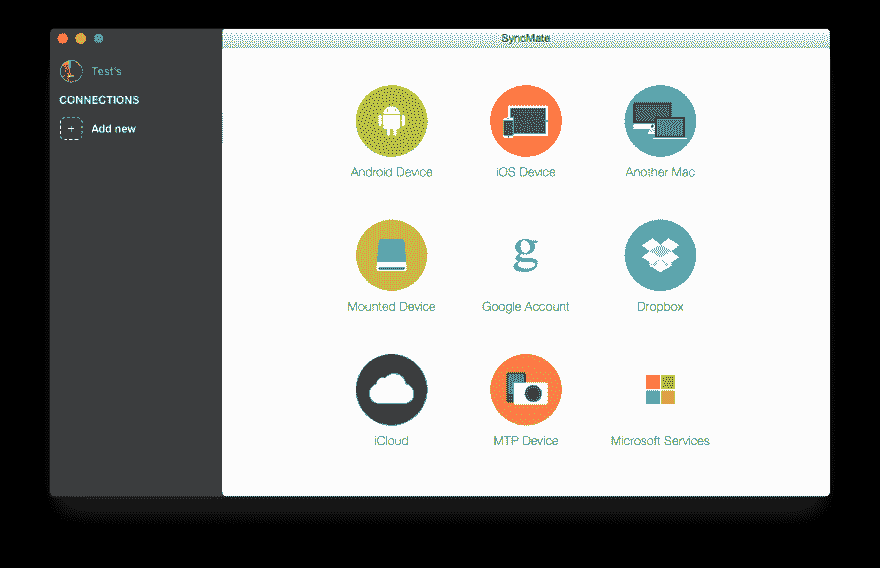 SyncMate
Test's
CONNECTIONS
+ Add new
Android Device
iOS Device
Another Mac
Mounted Device
g
Google Account
Dropbox
iCloud
MTP Device
Microsoft Services